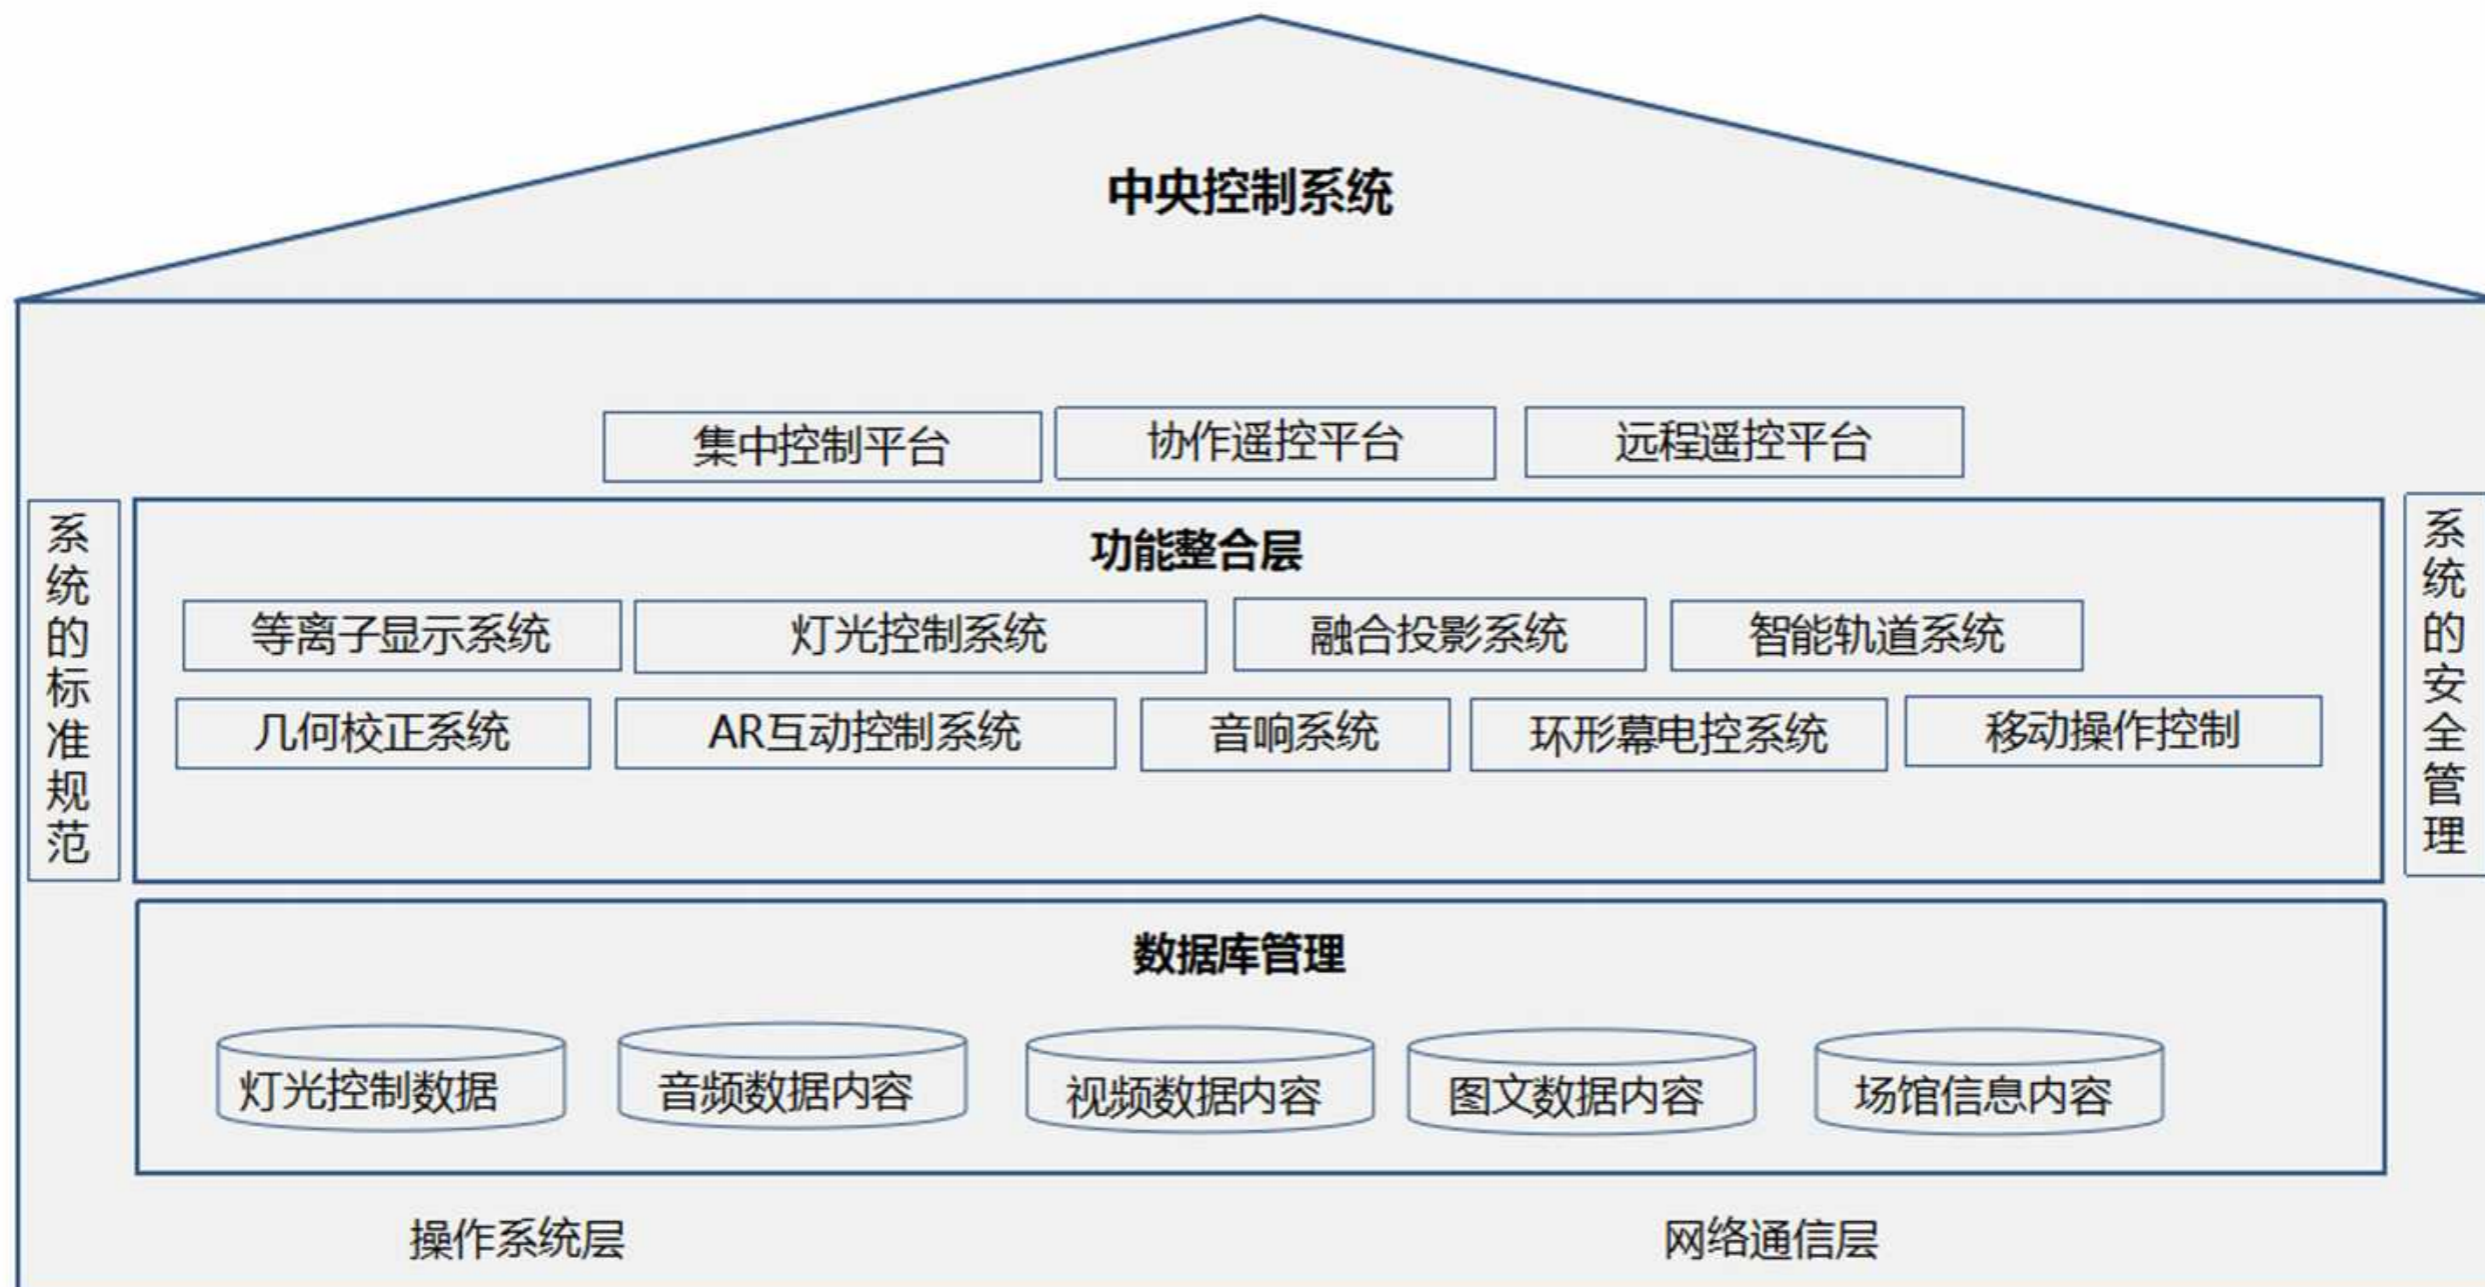 中央控制系统
集中控制平台
协作遥控平台
远程遥控平台
系统的标准规范
功能整合层
等离子显示系统
灯光控制系统
融合投影系统
智能轨道系统
几何校正系统
AR互动控制系统
音响系统
环形幕电控系统
移动操作控制
系统的安全管理
数据库管理
灯光控制数据
音频数据内容
视频数据内容
图文数据内容
场馆信息内容
操作系统层
网络通信层